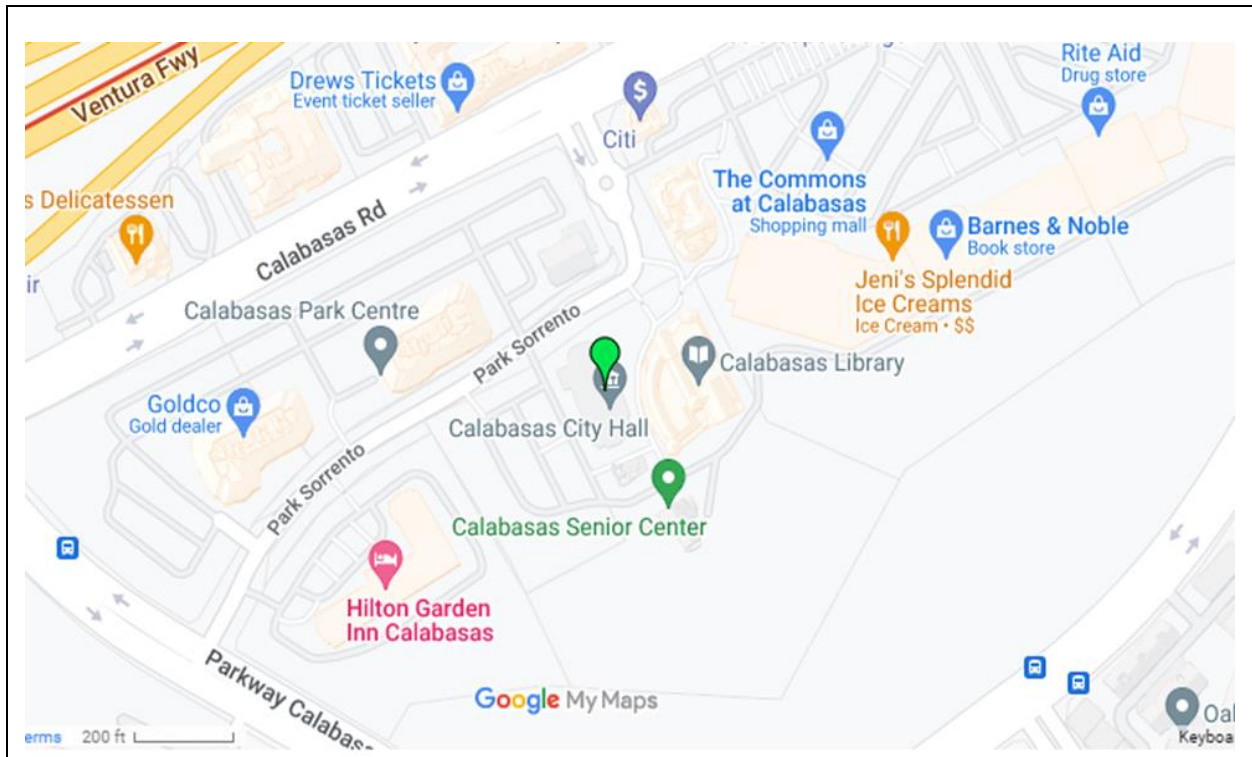 Ventura Fwy
Drews Tickets
Event ticket seller
Citi
Rite Aid
Drug store
The Commons
at Calabasas
Shopping mall
s Delicatessen
ir
Calabasas Rd
Barnes & Noble
Book store
Jeni's Splendid
Ice Creams
Ice Cream • $$
Calabasas Park Centre
Park Sorrento
Calabasas Library
Goldco
Gold dealer
Calabasas City Hall
Park Sorrento
Calabasas Senior Center
Hilton Garden
Inn Calabasas
Parkway Calabas
Google My Maps
Oal
erms 200 ft
Keyboa